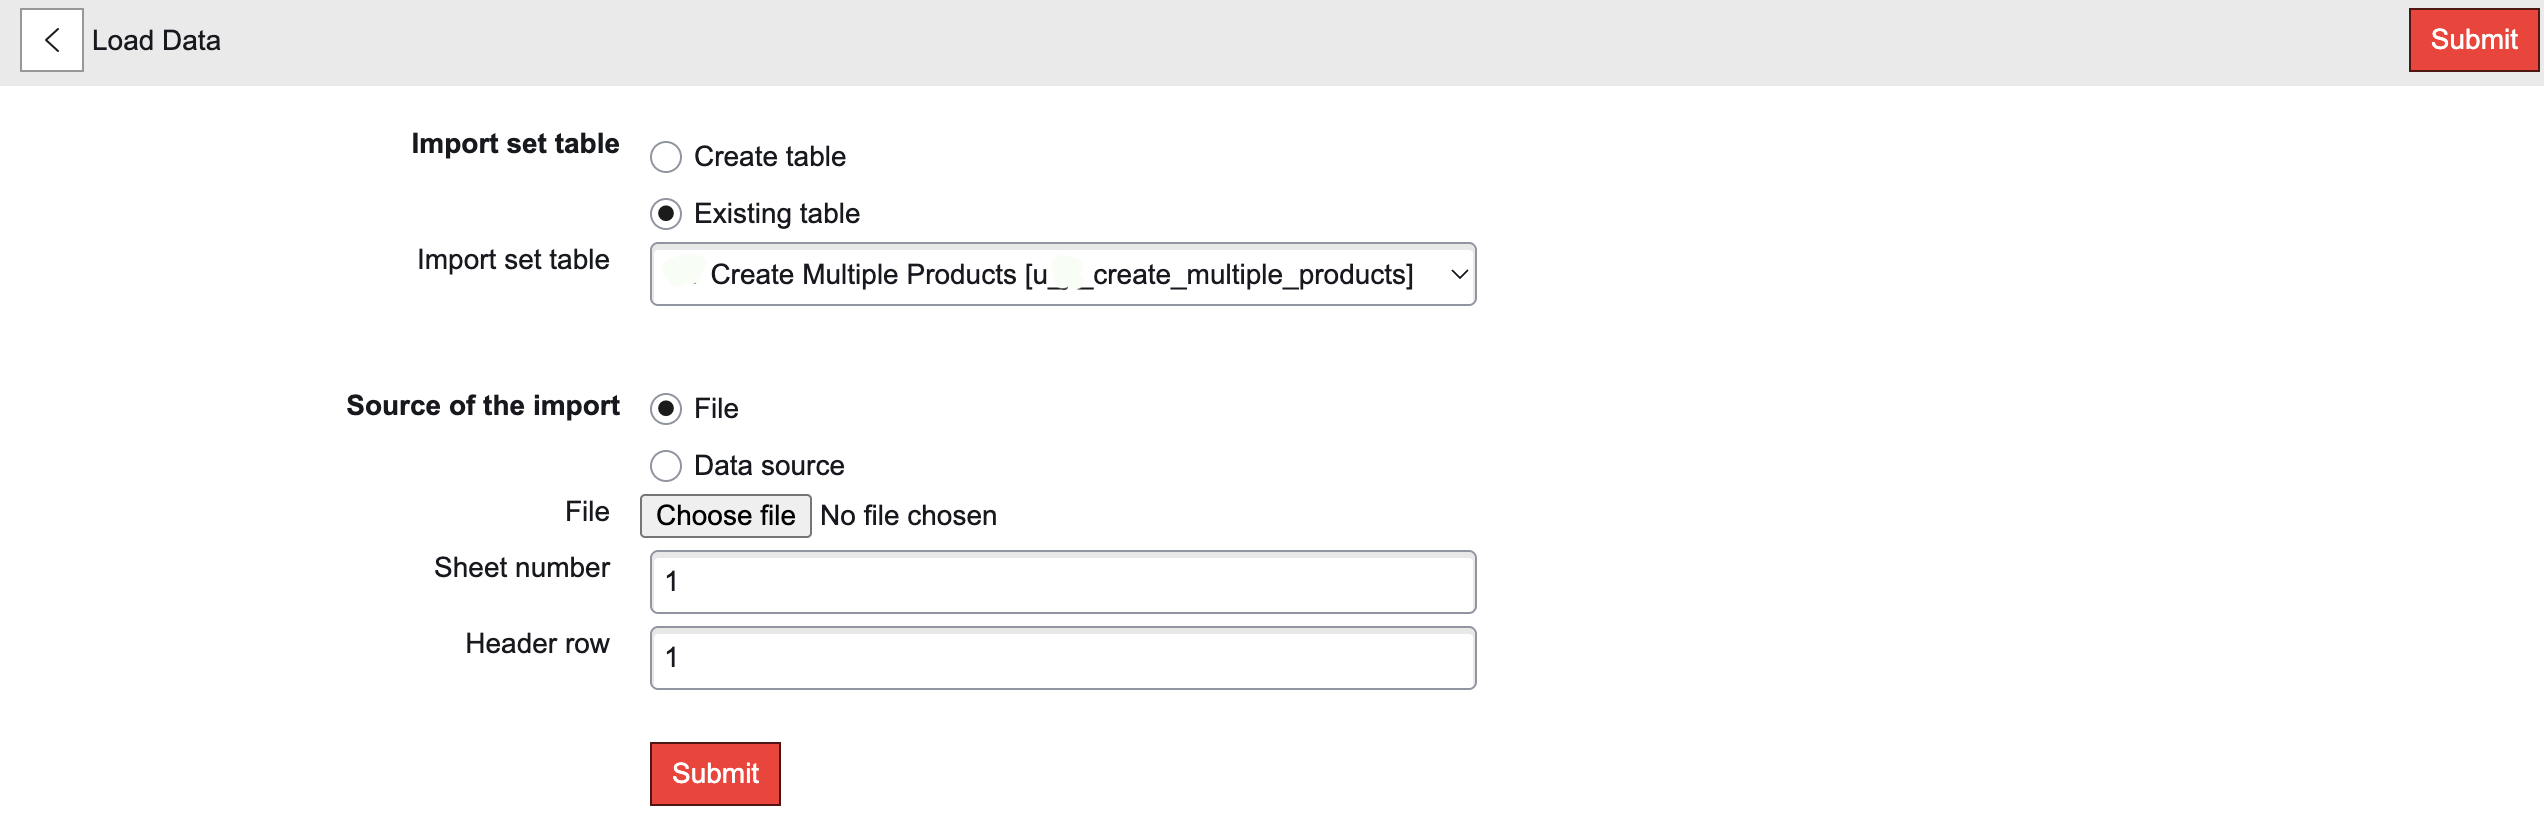 Load Data
Submit
Import set table
Create table
Existing table
Import set table
Create Multiple Products [u_ _create_multiple_products]
Source of the import
File
Data source
File
Choose file No file chosen
Sheet number
1
Header row
1
Submit